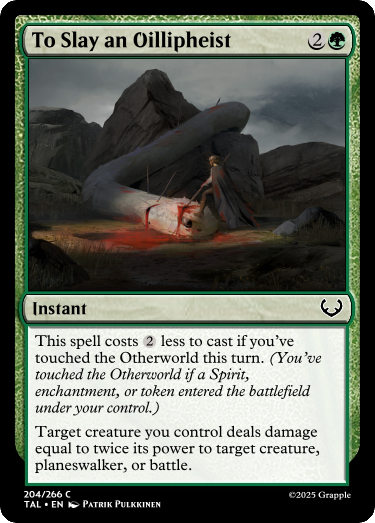 To Slay an Oillipheist 2
Instant
This spell costs 2 less to cast if you've
touched the Otherworld this turn. (You've
touched the Otherworld if a Spirit,
enchantment, or token entered the battlefield
under your control.)
Target creature you control deals damage
equal to twice its power to target creature,
planeswalker, or battle.
204/266 C
TAL • EN Patrik Pulkkinen
©2025 Grapple